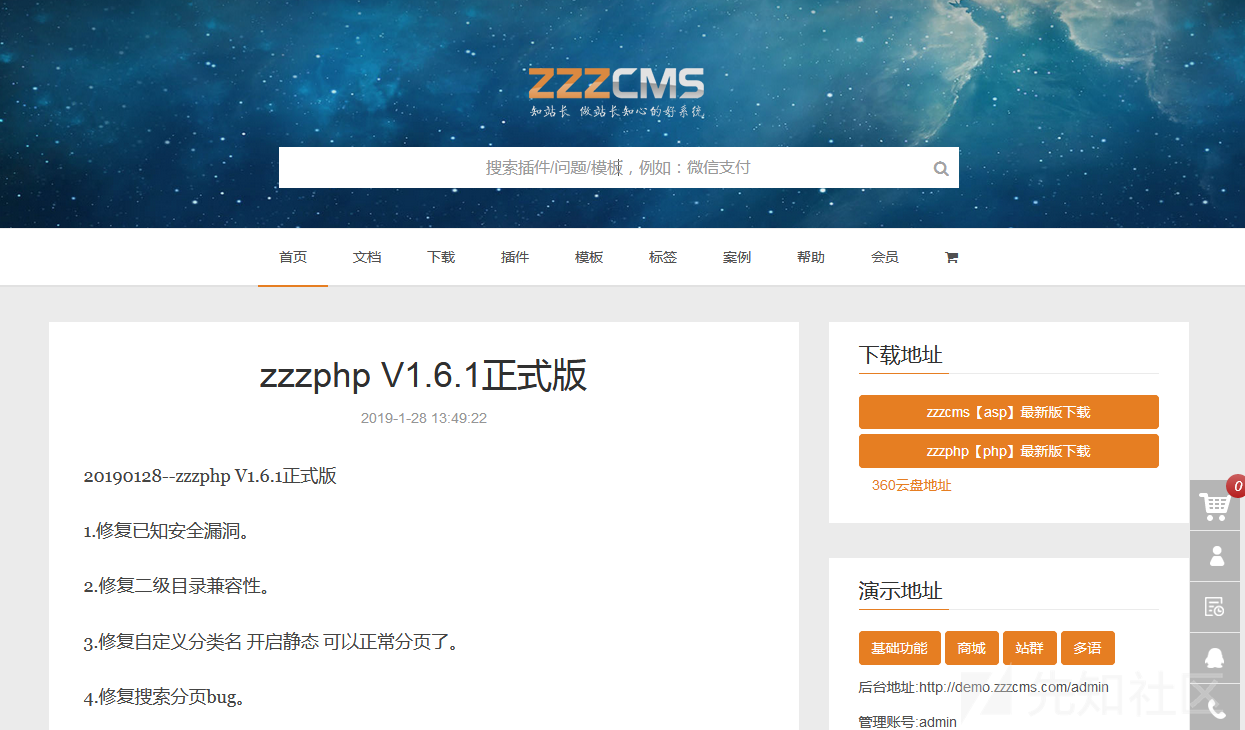 ZZZCMS
知站长 做站长知心的好系统
搜索插件/问题/模板，例如：微信支付
首页 文档 下载 插件 模板 标签 案例 帮助 会员
zzzphp V1.6.1正式版
2019-1-28 13:49:22
20190128--zzzphp V1.6.1正式版
1.修复已知安全漏洞。
2.修复二级目录兼容性。
3.修复自定义分类名 开启静态 可以正常分页了。
4.修复搜索分页bug。
下载地址
zzzcms【asp】最新版下载
zzzphp【php】最新版下载
360云盘地址
演示地址
基础功能 商城 站群 多语
后台地址:http://demo.zzzcms.com/admin
管理账号:admin
0
先知社区